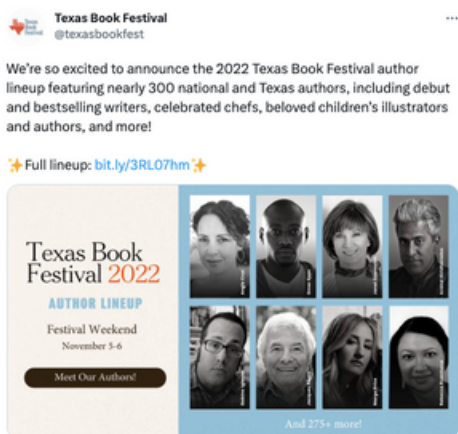 Texas Book Festival
@texasbookfest
We're so excited to announce the 2022 Texas Book Festival author
lineup featuring nearly 300 national and Texas authors, including debut
and bestselling writers, celebrated chefs, beloved children's illustrators
and authors, and more!
✨Full lineup: bit.ly/3RL07hm✨
Texas Book
Festival 2022
AUTHOR LINEUP
Festival Weekend
November 5-6
Meet Our Authors!
And 275+ more!